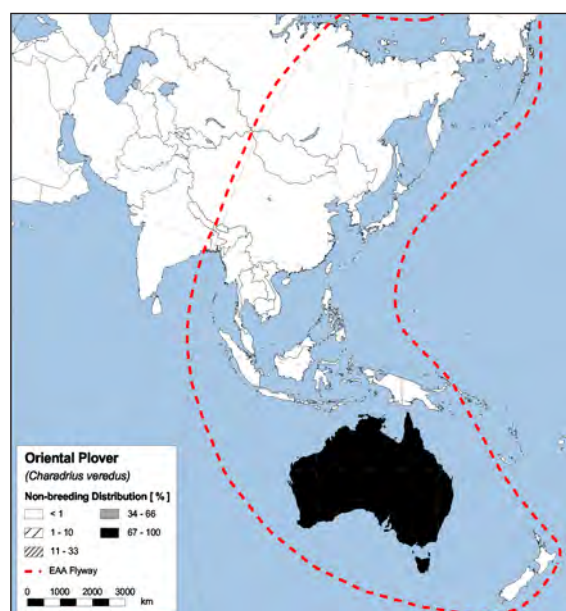 Oriental Plover
(Charadrius veredus)
Non-breeding Distribution [ % ]
< 1
34 - 66
1 - 10
67 - 100
11 - 33
EAA Flyway
0 1000 2000 3000
km